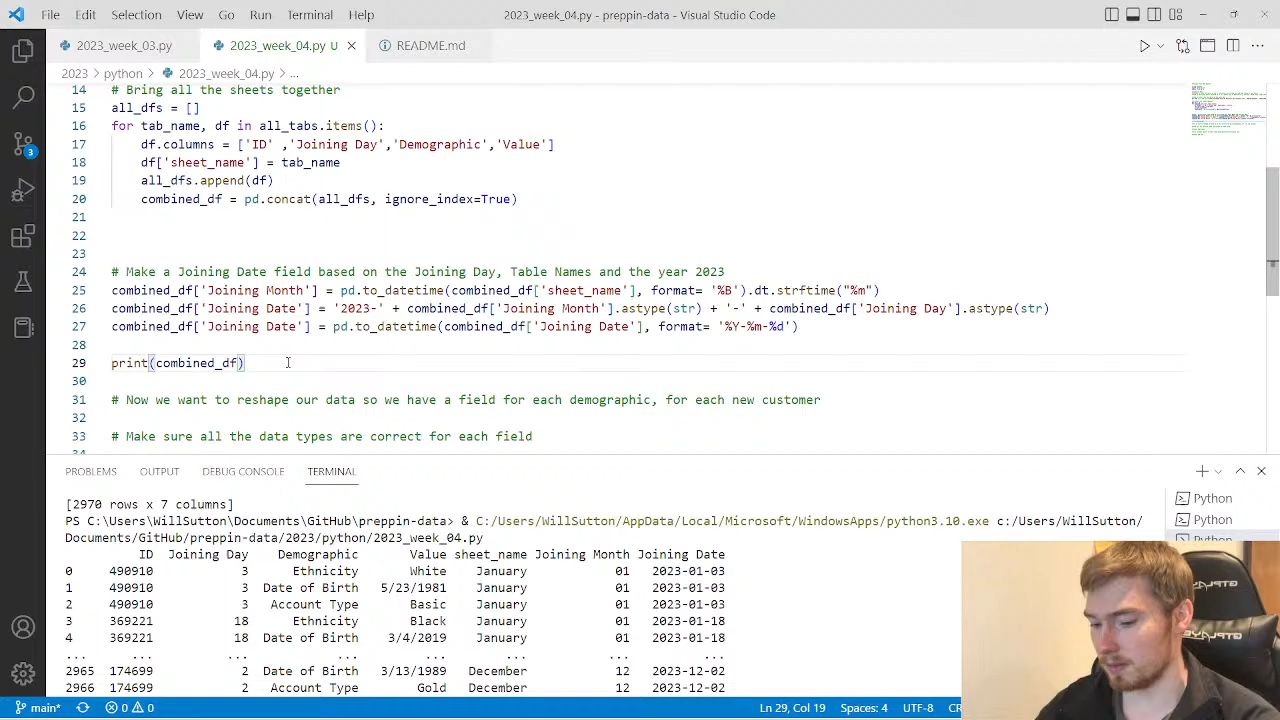 File Edit Selection View Go Run Terminal Help 2023_week_04.py - preppin-data - Visual Studio Code
2023_week_03.py 2023_week_04.py U README.md
2023 > python > 2023_week_04.py > ...
14 # Bring all the sheets together
15 all_dfs = []
16 for tab_name, df in all_tabs.items():
17 df.columns = ['ID' ,'Joining Day','Demographic','Value']
18 df['sheet_name'] = tab_name
19 all_dfs.append(df)
20 combined_df = pd.concat(all_dfs, ignore_index=True)
21
22
23
24 # Make a Joining Date field based on the Joining Day, Table Names and the year 2023
25 combined_df['Joining Month'] = pd.to_datetime(combined_df['sheet_name'], format= '%B').dt.strftime("%m")
26 combined_df['Joining Date'] = '2023-' + combined_df['Joining Month'].astype(str) + '-' + combined_df['Joining Day'].astype(str)
27 combined_df['Joining Date'] = pd.to_datetime(combined_df['Joining Date'], format= '%Y-%m-%d')
28
29 print(combined_df)
30
31 # Now we want to reshape our data so we have a field for each demographic, for each new customer
32
33 # Make sure all the data types are correct for each field
PROBLEMS OUTPUT DEBUG CONSOLE TERMINAL
[2970 rows x 7 columns]
PS C:\Users\WillSutton\Documents\GitHub\preppin-data> & C:/Users/WillSutton/AppData/Local/Microsoft/WindowsApps/python3.10.exe c:/Users/WillSutton/
Documents/GitHub/preppin-data/2023/python/2023_week_04.py
ID Joining Day Demographic Value sheet_name Joining Month Joining Date
0 490910 3 Ethnicity White January 01 2023-01-03
1 490910 3 Date of Birth 5/23/1981 January 01 2023-01-03
2 490910 3 Account Type Basic January 01 2023-01-03
3 369221 18 Ethnicity Black January 01 2023-01-18
4 369221 18 Date of Birth 3/4/2019 January 01 2023-01-18
... ... ... ... ... ... ... ...
2965 174699 2 Date of Birth 3/13/1989 December 12 2023-12-02
2966 174699 2 Account Type Gold December 12 2023-12-02
Python
Python
Python
3
GTPLAYER
main* 0 0 Ln 29, Col 19 Spaces: 4 UTF-8